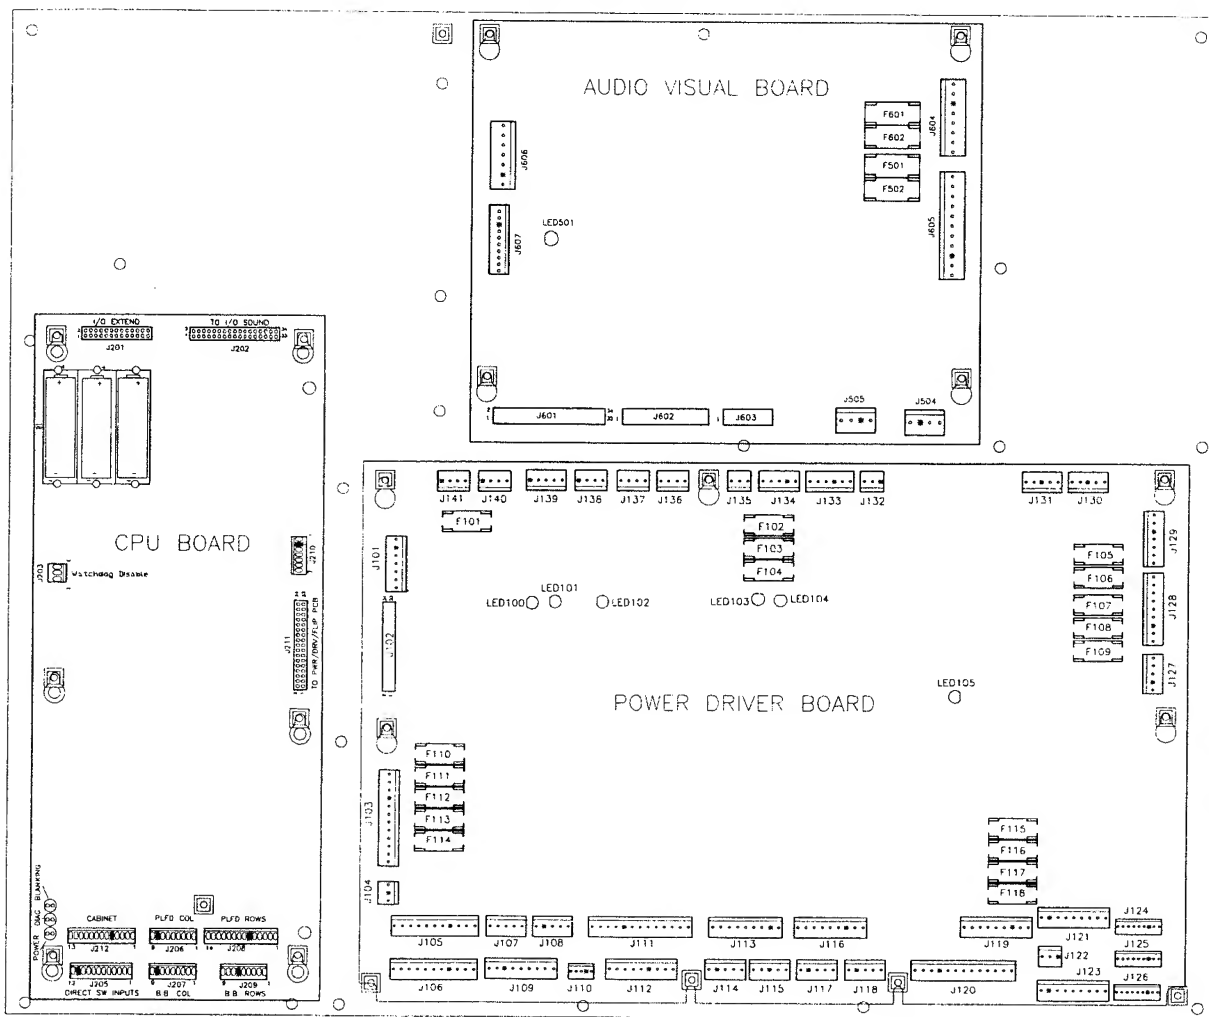 AUDIO VISUAL BOARD
F601
F602
F501
F502
J604
J605
J606
J607
LED501
J601
J602
J603
J505
J504
I/O EXTEND
J201
TO I/O SOUND
J202
CPU BOARD
J203
Watchdog Disable
J210
J211
TO PWR/DRV/FLIP PCB
POWER
DIAG
BLANKING
CABINET
J212
PLFD COL
J206
PLFD ROWS
J208
J205
DIRECT SW INPUTS
J207
B.B COL
J209
B.B ROWS
J141
J140
J139
J138
J137
J136
J135
J134
J133
J132
J131
J130
F101
F102
F103
F104
J101
J102
LED100
LED101
LED102
LED103
LED104
F105
F106
F107
F108
F109
J129
J128
J127
LED105
POWER DRIVER BOARD
F110
F111
F112
F113
F114
J103
J104
F115
F116
F117
F118
J105
J107
J108
J111
J113
J116
J119
J121
J124
J125
J122
J123
J126
J106
J109
J110
J112
J114
J115
J117
J118
J120